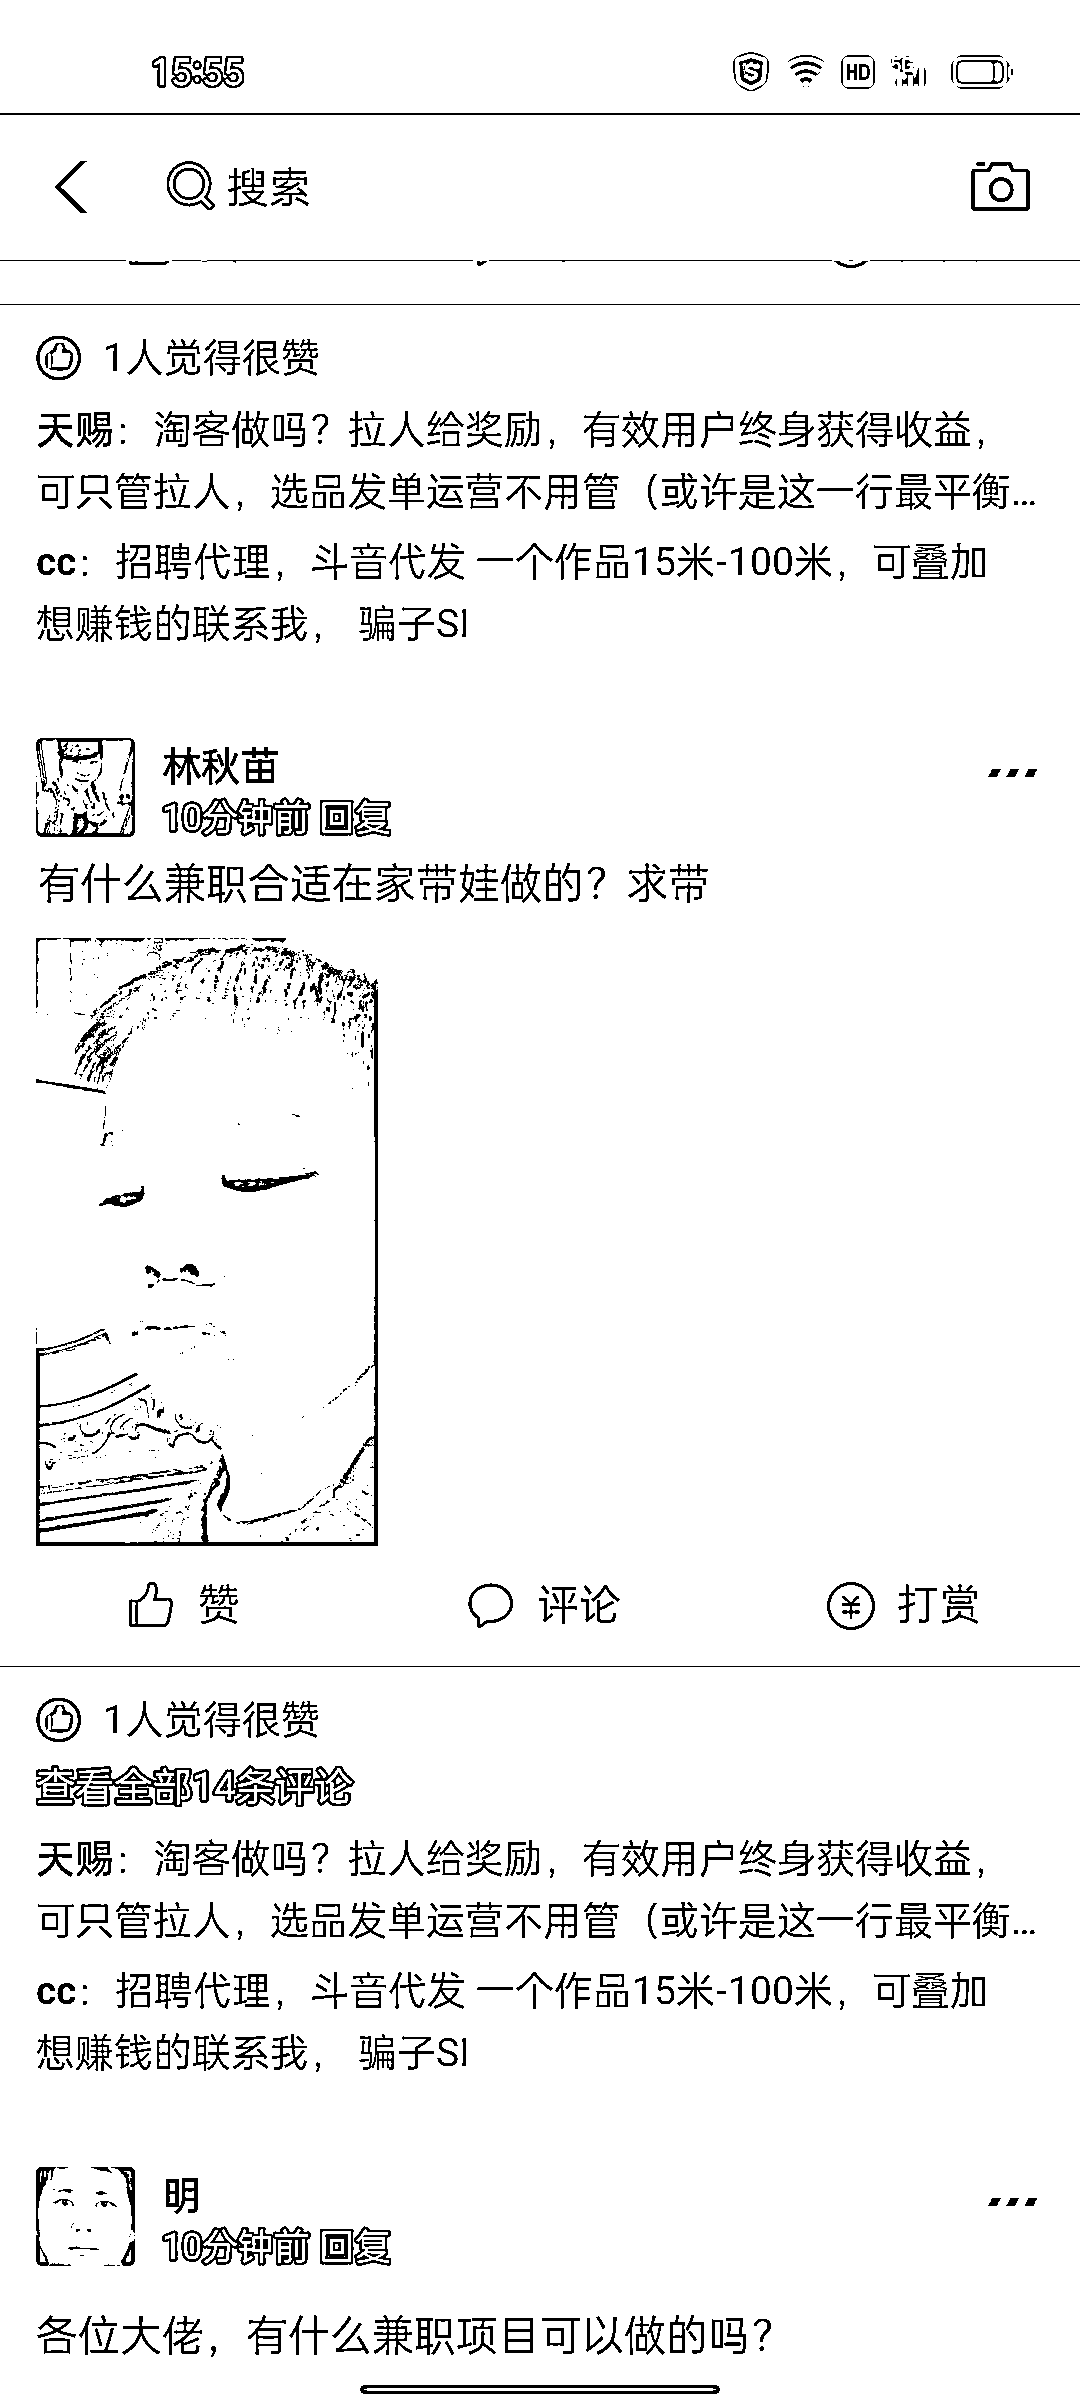 15:55
HD 5G
搜索
1人觉得很赞
天赐：淘客做吗？拉人给奖励，有效用户终身获得收益，
可只管拉人，选品发单运营不用管（或许是这一行最平衡...
cc：招聘代理，斗音代发 一个作品15米-100米，可叠加
想赚钱的联系我， 骗子SI
林秋苗
10分钟前 回复
有什么兼职合适在家带娃做的？求带
赞 评论 打赏
1人觉得很赞
查看全部14条评论
天赐：淘客做吗？拉人给奖励，有效用户终身获得收益，
可只管拉人，选品发单运营不用管（或许是这一行最平衡...
cc：招聘代理，斗音代发 一个作品15米-100米，可叠加
想赚钱的联系我， 骗子SI
明
10分钟前 回复
各位大佬，有什么兼职项目可以做的吗？